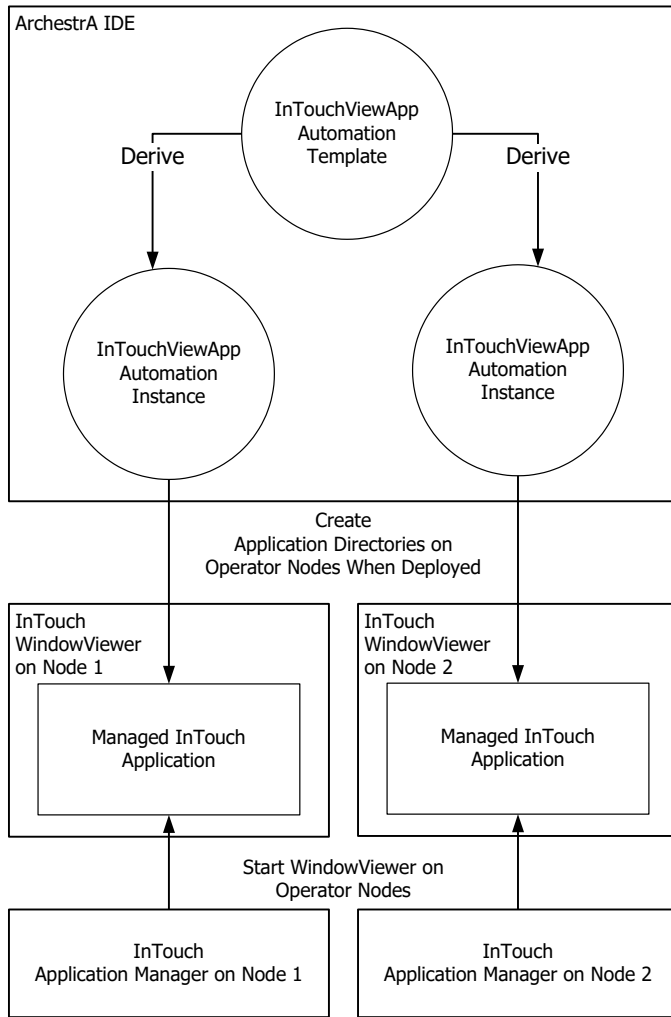 ArchestrA IDE
InTouchViewApp
Automation
Template
Derive
Derive
InTouchViewApp
Automation
Instance
InTouchViewApp
Automation
Instance
Create
Application Directories on
Operator Nodes When Deployed
InTouch
WindowViewer
on Node 1
InTouch
WindowViewer
on Node 2
Managed InTouch
Application
Managed InTouch
Application
Start WindowViewer on
Operator Nodes
InTouch
Application Manager on Node 1
InTouch
Application Manager on Node 2